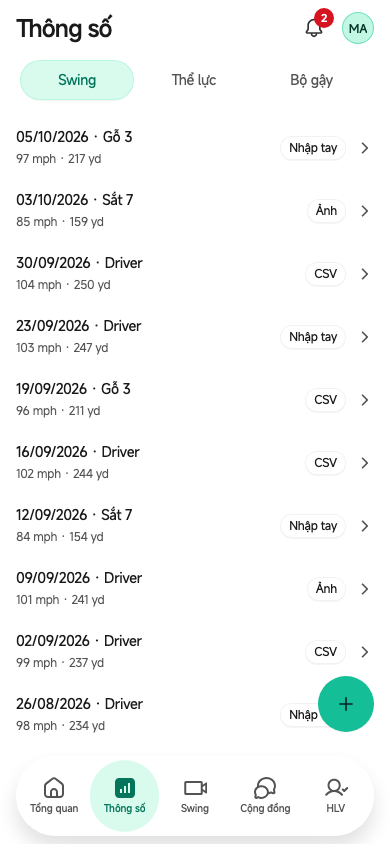 Thông số
2
MA
Swing
Thể lực
Bộ gậy
05/10/2026 · Gỗ 3
97 mph · 217 yd
Nhập tay
03/10/2026 · Sắt 7
85 mph · 159 yd
Ảnh
30/09/2026 · Driver
104 mph · 250 yd
CSV
23/09/2026 · Driver
103 mph · 247 yd
Nhập tay
19/09/2026 · Gỗ 3
96 mph · 211 yd
CSV
16/09/2026 · Driver
102 mph · 244 yd
CSV
12/09/2026 · Sắt 7
84 mph · 154 yd
Nhập tay
09/09/2026 · Driver
101 mph · 241 yd
Ảnh
02/09/2026 · Driver
99 mph · 237 yd
CSV
26/08/2026 · Driver
98 mph · 234 yd
Nhập
Tổng quan
Thông số
Swing
Cộng đồng
HLV